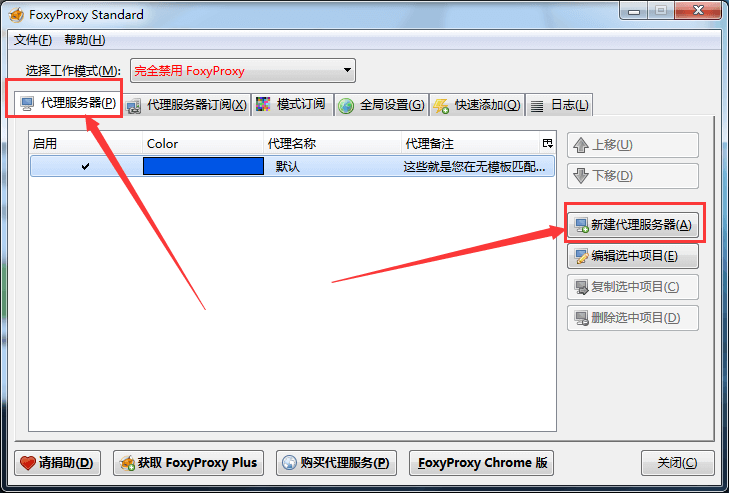 FoxyProxy Standard
文件(F) 帮助(H)
选择工作模式(M): 完全禁用 FoxyProxy
代理服务器(P) 代理服务器订阅(X) 模式订阅 全局设置(G) 快速添加(Q) 日志(L)
启用 Color 代理名称 代理备注
默认 这些就是您在无模板匹配...
上移(U)
下移(D)
新建代理服务器(A)
编辑选中项目(E)
复制选中项目(C)
删除选中项目(D)
请捐助(D) 获取 FoxyProxy Plus 购买代理服务(P) FoxyProxy Chrome 版 关闭(C)